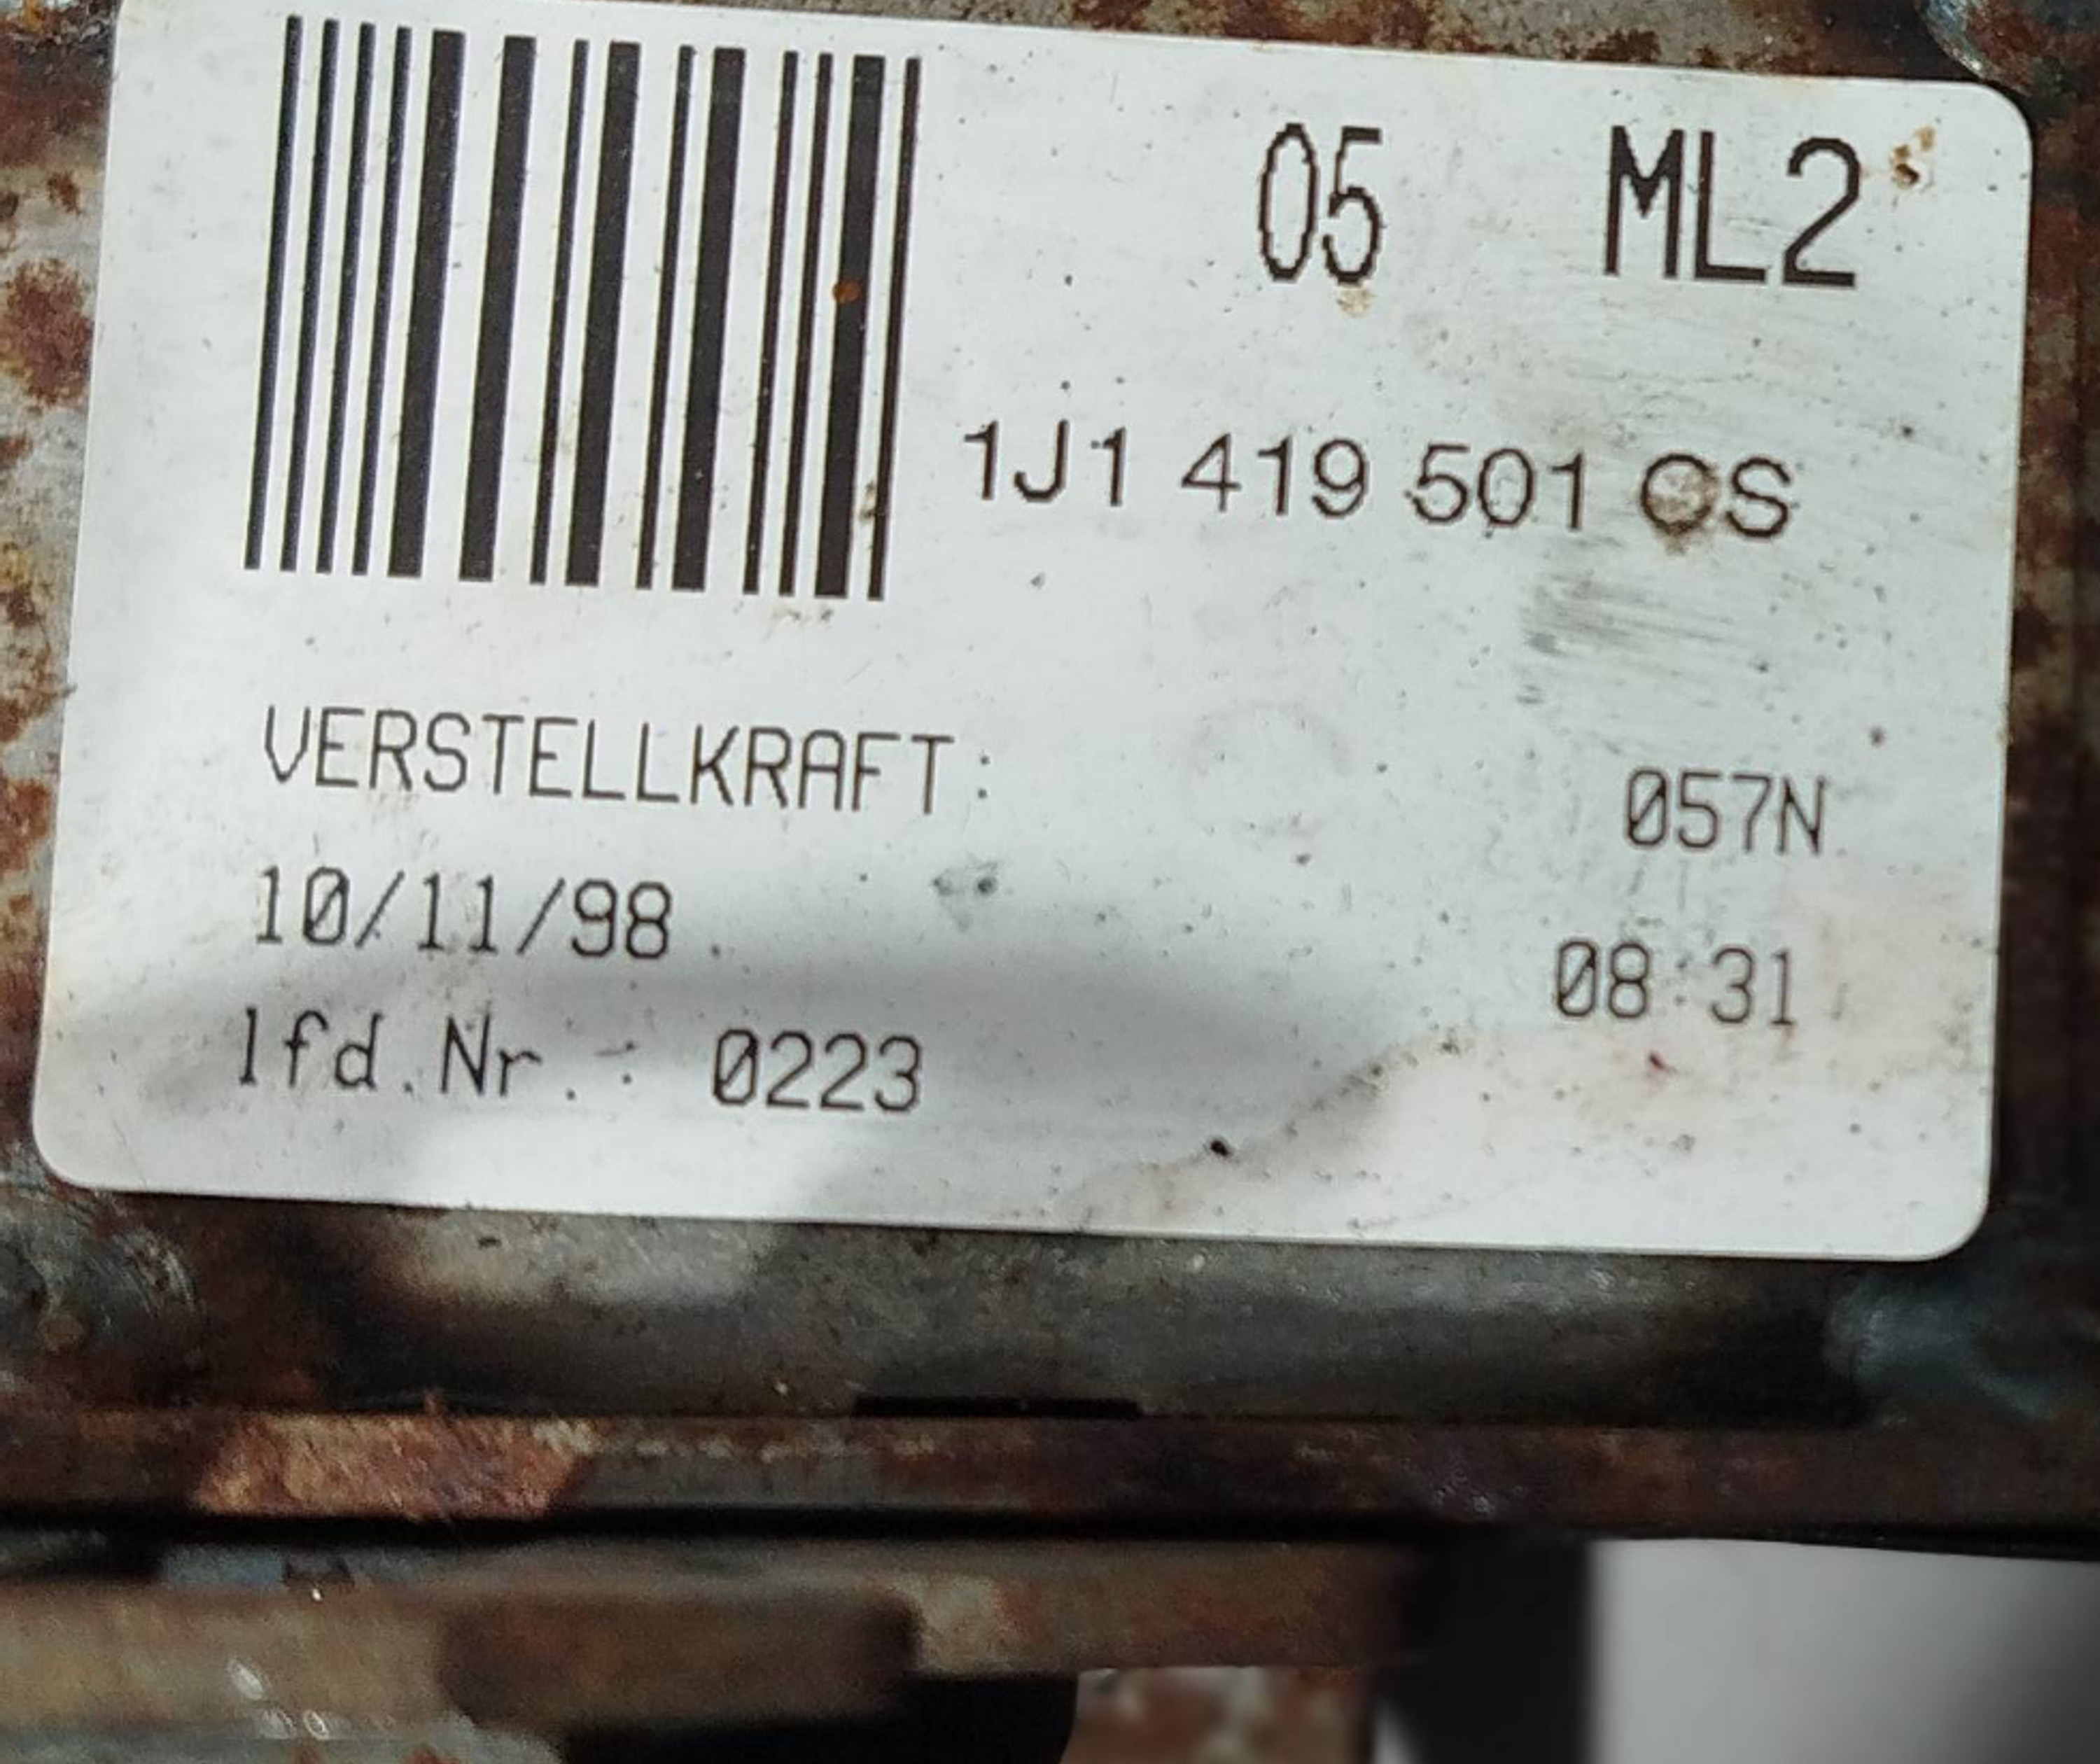 05 ML2
1J1 419 501 CS
VERSTELLKRAFT: 057N
10/11/98 08:31
lfd.Nr.: 0223